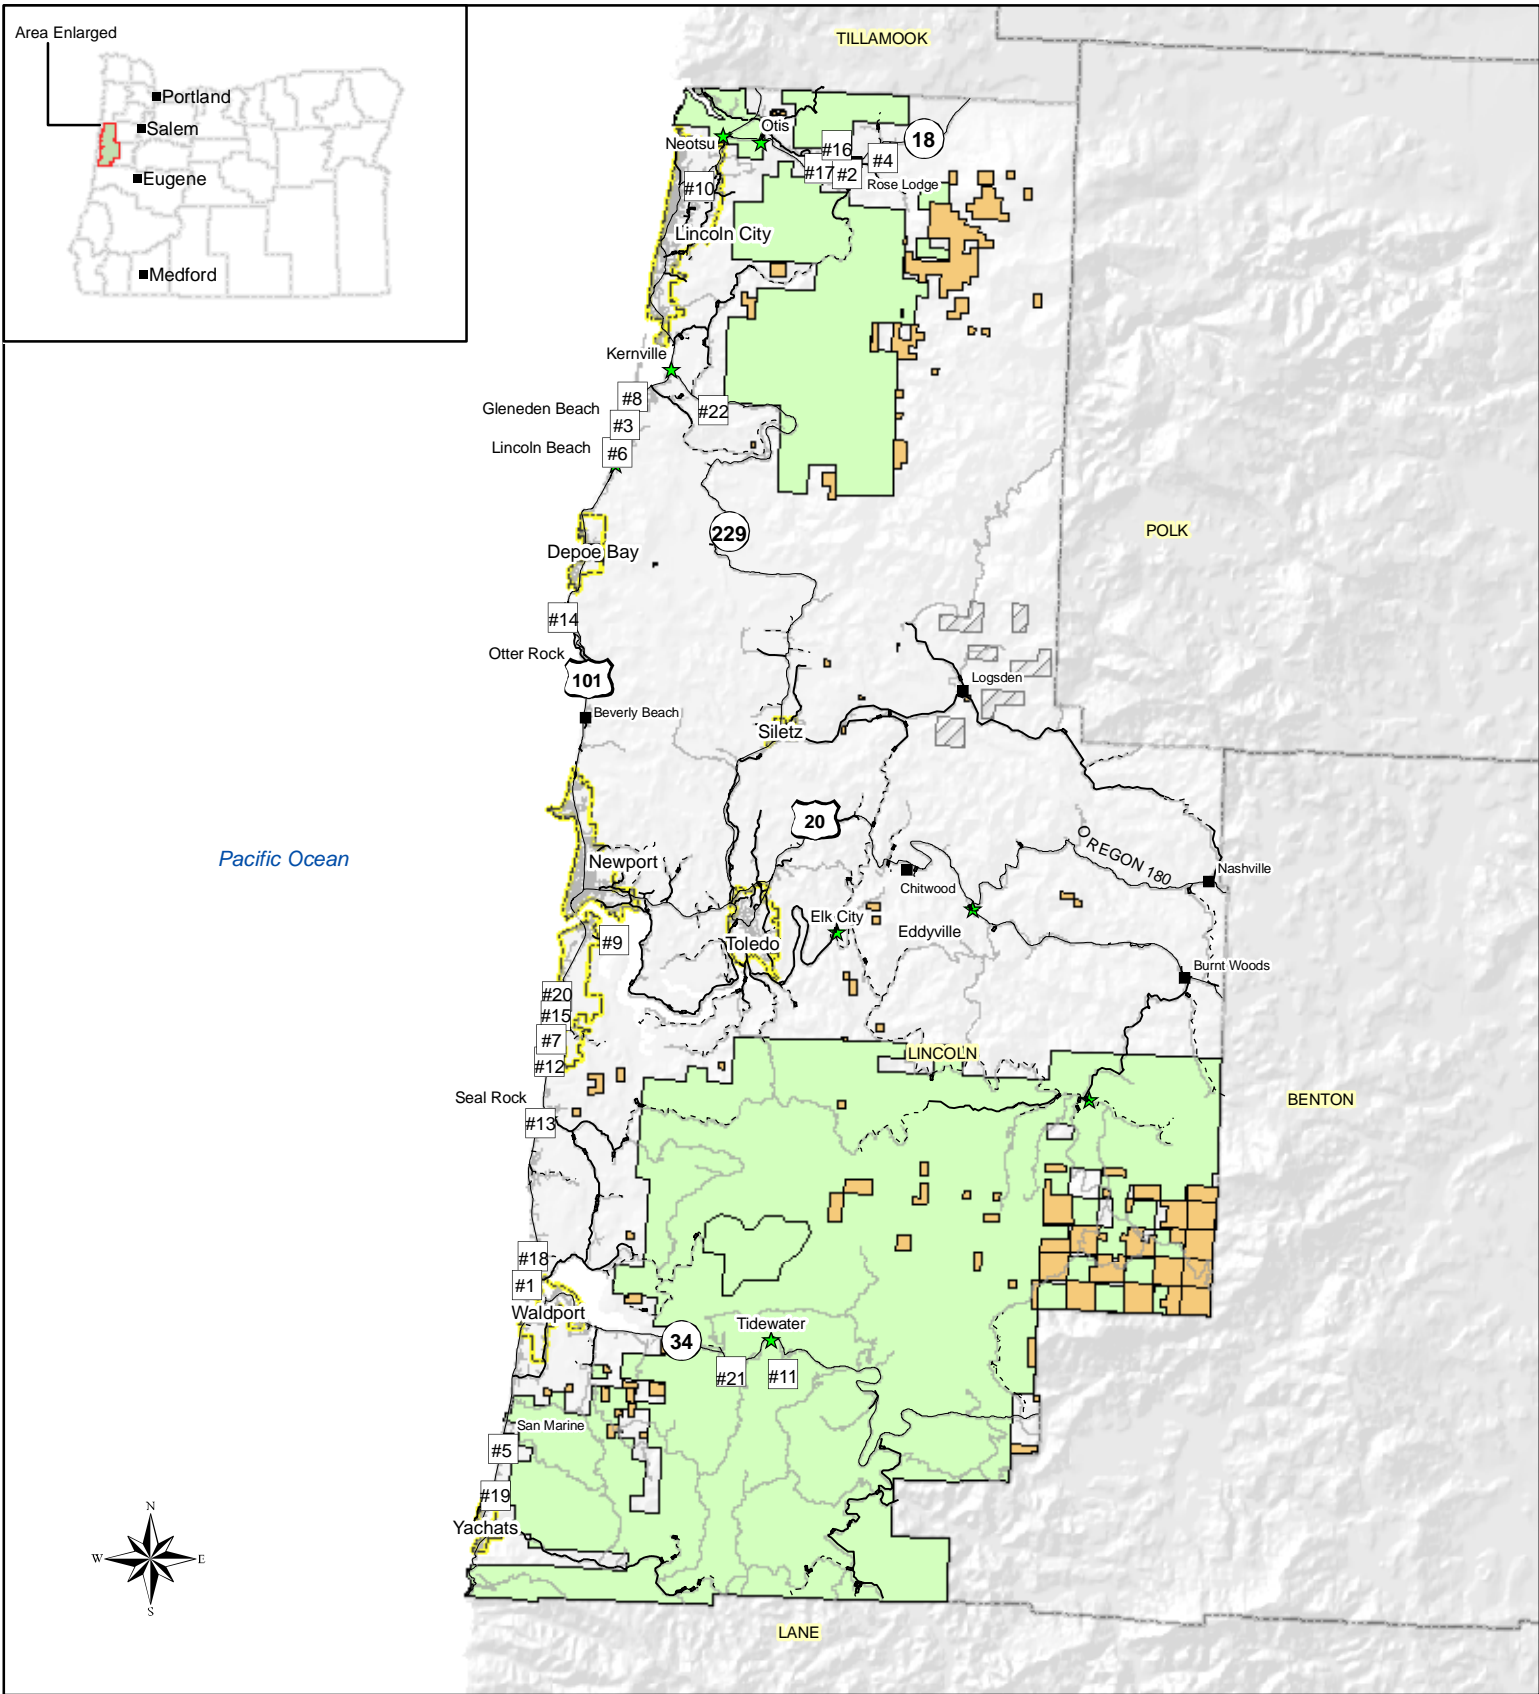 Area Enlarged
Portland
Salem
Eugene
Medford
TILLAMOOK
Otis
Neotsu
18
#16
#4
#17
#2
Rose Lodge
#10
Lincoln City
Kernville
#8
#22
Gleneden Beach
#3
Lincoln Beach
#6
229
POLK
Depoe Bay
#14
Otter Rock
101
Logsden
Beverly Beach
Siletz
20
Pacific Ocean
Newport
OREGON 180
Nashville
Chitwood
Elk City
Eddyville
#9
Toledo
Burnt Woods
#20
#15
#7
#12
LINCOLN
Seal Rock
BENTON
#13
#18
#1
Waldport
34
Tidewater
#21
#11
San Marine
#5
#19
Yachats
N
W
E
S
LANE